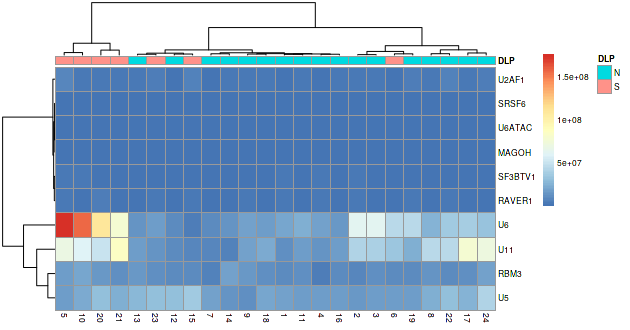 DLP
DLP
N
S
1.5e+08
1e+08
5e+07
U2AF1
SRSF6
U6ATAC
MAGOH
SF3BTV1
RAVER1
U6
U11
RBM3
U5
5 10 20 21 13 23 12 15 7 14 9 18 1 11 4 16 2 3 6 19 8 22 17 24